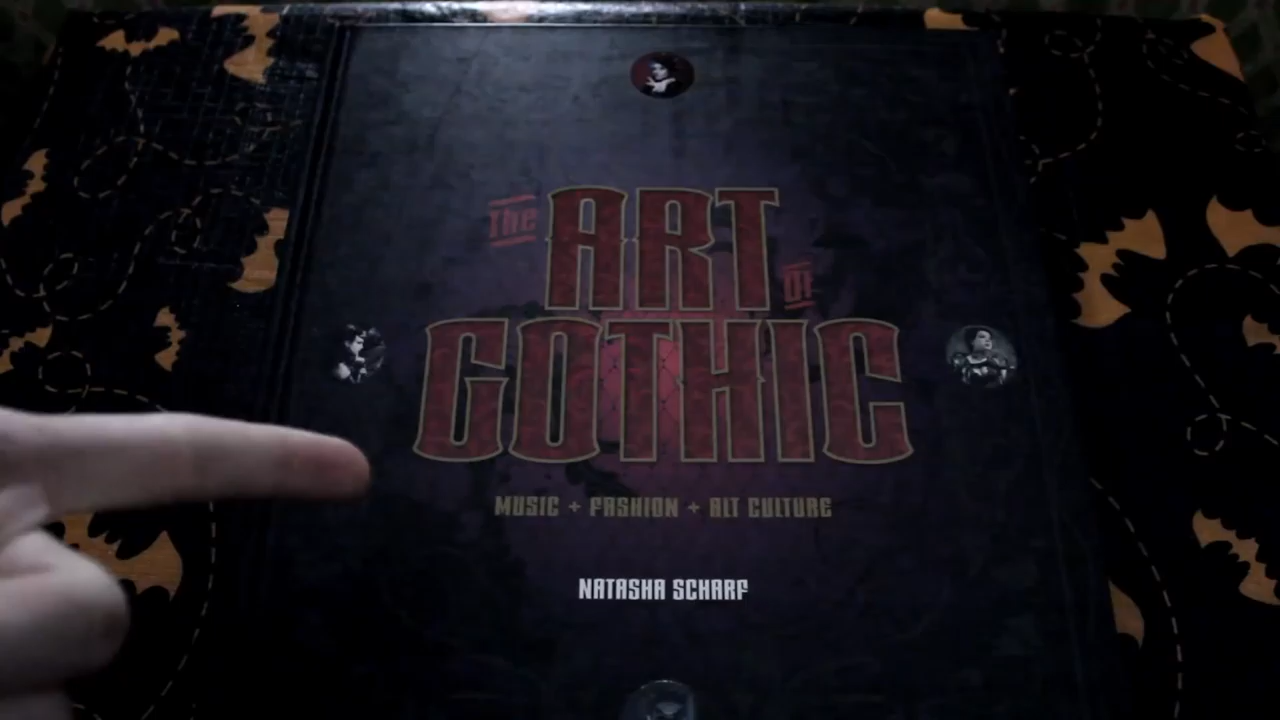 The ART OF
GOTHIC
MUSIC + FASHION + ALT CULTURE
NATASHA SCHARF